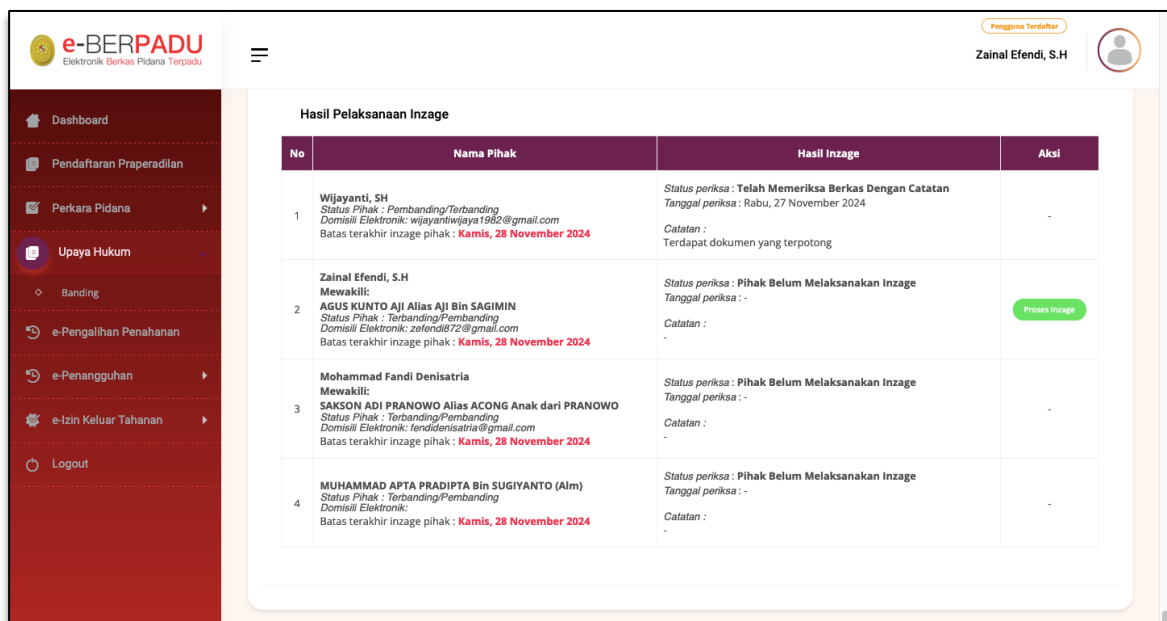 e-BERPADU
Elektronik Berkas Pidana Terpadu
Pengguna Terdaftar
Zainal Efendi, S.H
Dashboard
Pendaftaran Praperadilan
Perkara Pidana
Upaya Hukum
Banding
e-Pengalihan Penahanan
e-Penangguhan
e-Izin Keluar Tahanan
Logout
Hasil Pelaksanaan Inzage
No Nama Pihak Hasil Inzage Aksi
1
Wijayanti, SH
Status Pihak : Pembanding/Terbanding
Domisili Elektronik: wijayantiwijaya1982@gmail.com
Batas terakhir inzage pihak : Kamis, 28 November 2024
Status periksa : Telah Memeriksa Berkas Dengan Catatan
Tanggal periksa : Rabu, 27 November 2024
Catatan :
Terdapat dokumen yang terpotong
-
2
Zainal Efendi, S.H
Mewakili:
AGUS KUNTO AJI Alias AJI Bin SAGIMIN
Status Pihak : Terbanding/Pembanding
Domisili Elektronik: zefendi872@gmail.com
Batas terakhir inzage pihak : Kamis, 28 November 2024
Status periksa : Pihak Belum Melaksanakan Inzage
Tanggal periksa : -
Catatan :
-
Proses Inzage
3
Mohammad Fandi Denisatria
Mewakili:
SAKSON ADI PRANOWO Alias ACONG Anak dari PRANOWO
Status Pihak : Terbanding/Pembanding
Domisili Elektronik: fendidenisatria@gmail.com
Batas terakhir inzage pihak : Kamis, 28 November 2024
Status periksa : Pihak Belum Melaksanakan Inzage
Tanggal periksa : -
Catatan :
-
-
4
MUHAMMAD APTA PRADIPTA Bin SUGIYANTO (Alm)
Status Pihak : Terbanding/Pembanding
Domisili Elektronik:
Batas terakhir inzage pihak : Kamis, 28 November 2024
Status periksa : Pihak Belum Melaksanakan Inzage
Tanggal periksa : -
Catatan :
-
-